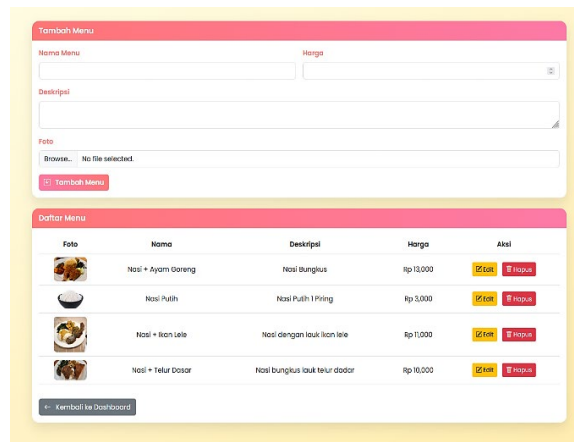 Tambah Menu
Nama Menu Harga
Deskripsi
Foto
Browse... No file selected.
Tambah Menu
Daftar Menu
Foto Nama Deskripsi Harga Aksi
Nasi + Ayam Goreng Nasi Bungkus Rp 13,000 Edit Hapus
Nasi Putih Nasi Putih 1 Piring Rp 3,000 Edit Hapus
Nasi + Ikan Lele Nasi dengan lauk ikan lele Rp 11,000 Edit Hapus
Nasi + Telur Dasar Nasi bungkus lauk telur dadar Rp 10,000 Edit Hapus
← Kembali ke Dashboard